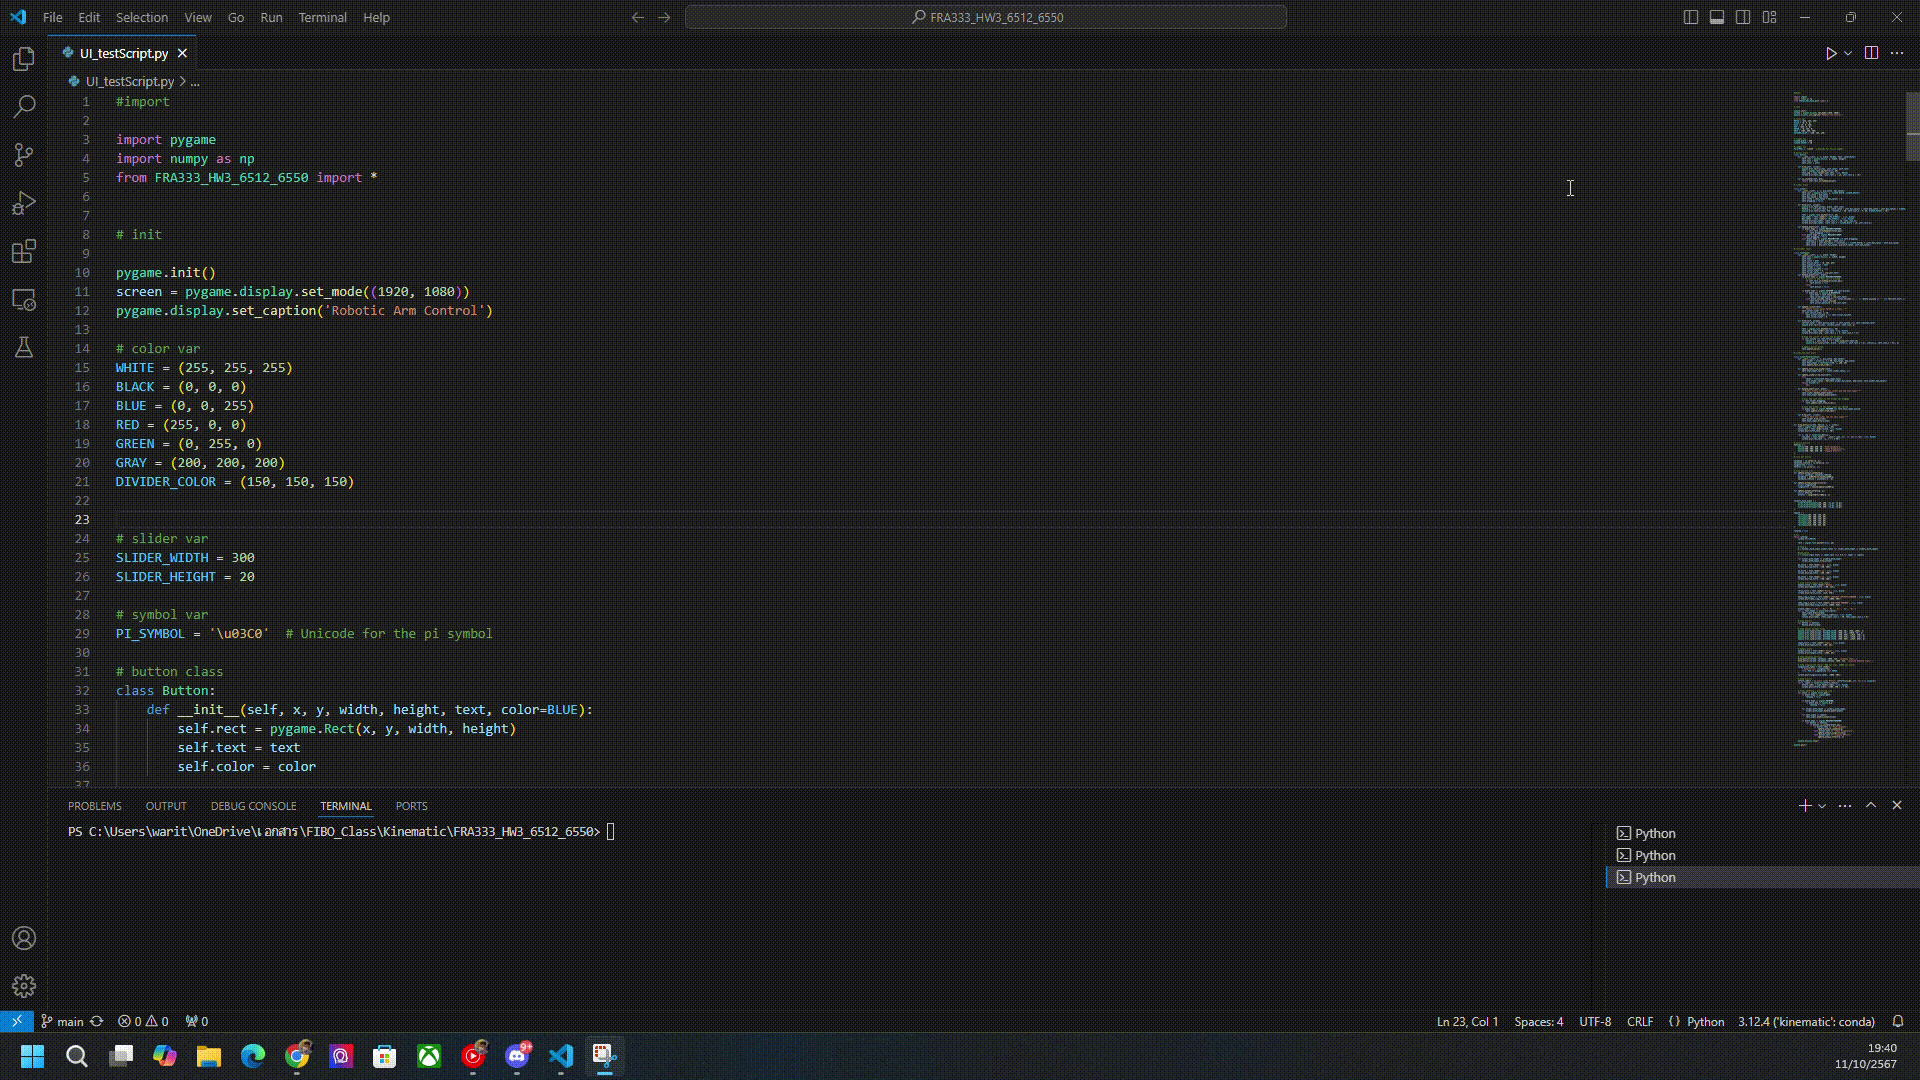 File Edit Selection View Go Run Terminal Help
FRA333_HW3_6512_6550
UI_testScript.py
UI_testScript.py > ...
1 #import
2
3 import pygame
4 import numpy as np
5 from FRA333_HW3_6512_6550 import *
6
7
8 # init
9
10 pygame.init()
11 screen = pygame.display.set_mode((1920, 1080))
12 pygame.display.set_caption('Robotic Arm Control')
13
14 # color var
15 WHITE = (255, 255, 255)
16 BLACK = (0, 0, 0)
17 BLUE = (0, 0, 255)
18 RED = (255, 0, 0)
19 GREEN = (0, 255, 0)
20 GRAY = (200, 200, 200)
21 DIVIDER_COLOR = (150, 150, 150)
22
23
24 # slider var
25 SLIDER_WIDTH = 300
26 SLIDER_HEIGHT = 20
27
28 # symbol var
29 PI_SYMBOL = '\u03C0'  # Unicode for the pi symbol
30
31 # button class
32 class Button:
33     def __init__(self, x, y, width, height, text, color=BLUE):
34         self.rect = pygame.Rect(x, y, width, height)
35         self.text = text
36         self.color = color
37
PROBLEMS OUTPUT DEBUG CONSOLE TERMINAL PORTS
PS C:\Users\warit\OneDrive\เอกสาร\FIBO_Class\Kinematic\FRA333_HW3_6512_6550>
Python
Python
Python
main 0 0 0
Ln 23, Col 1 Spaces: 4 UTF-8 CRLF {} Python 3.12.4 ('kinematic': conda)
9+
19:40
11/10/2567